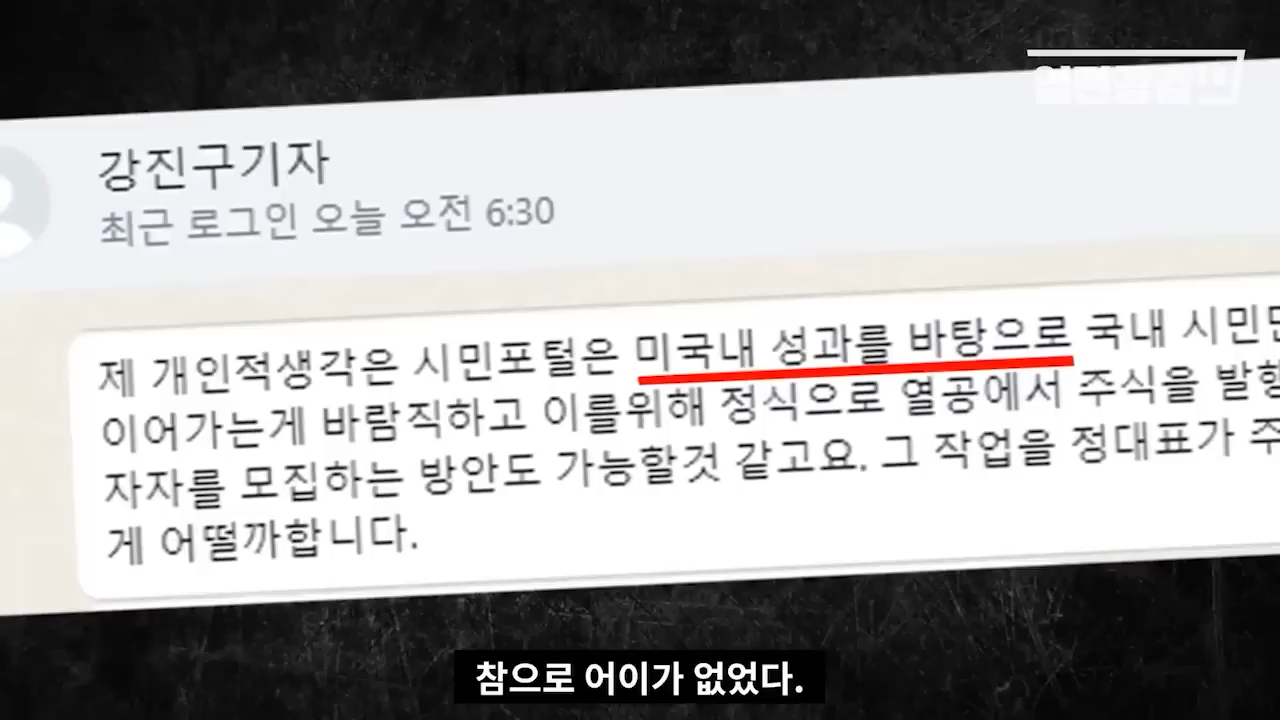 강진구기자
최근 로그인 오늘 오전 6:30
제 개인적생각은 시민포털은 미국내 성과를 바탕으로 국내
이어가는게 바람직하고 이를위해 정식으로 열공에서 주식을
자자를 모집하는 방안도 가능할것 같고요. 그 작업을 정대표가
게 어떨까합니다.
참으로 어이가 없었다.